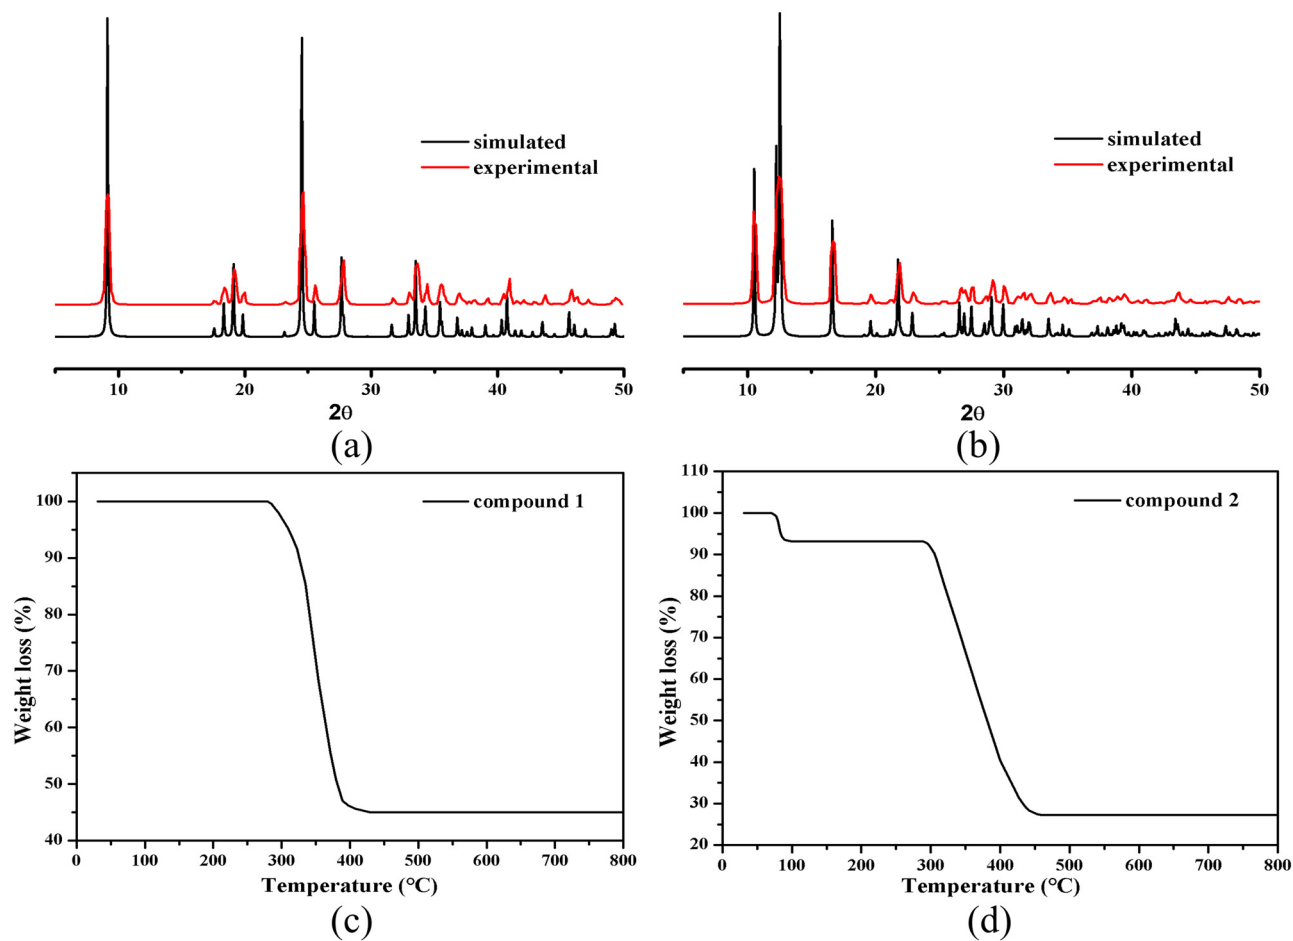 simulated
experimental
10 20 30 40 50
2θ
(a)
simulated
experimental
10 20 30 40 50
2θ
(b)
100
90
80
70
60
50
40
compound 1
Weight loss (%)
0 100 200 300 400 500 600 700 800
Temperature (°C)
(c)
110
100
90
80
70
60
50
40
30
20
compound 2
Weight loss (%)
0 100 200 300 400 500 600 700 800
Temperature (°C)
(d)